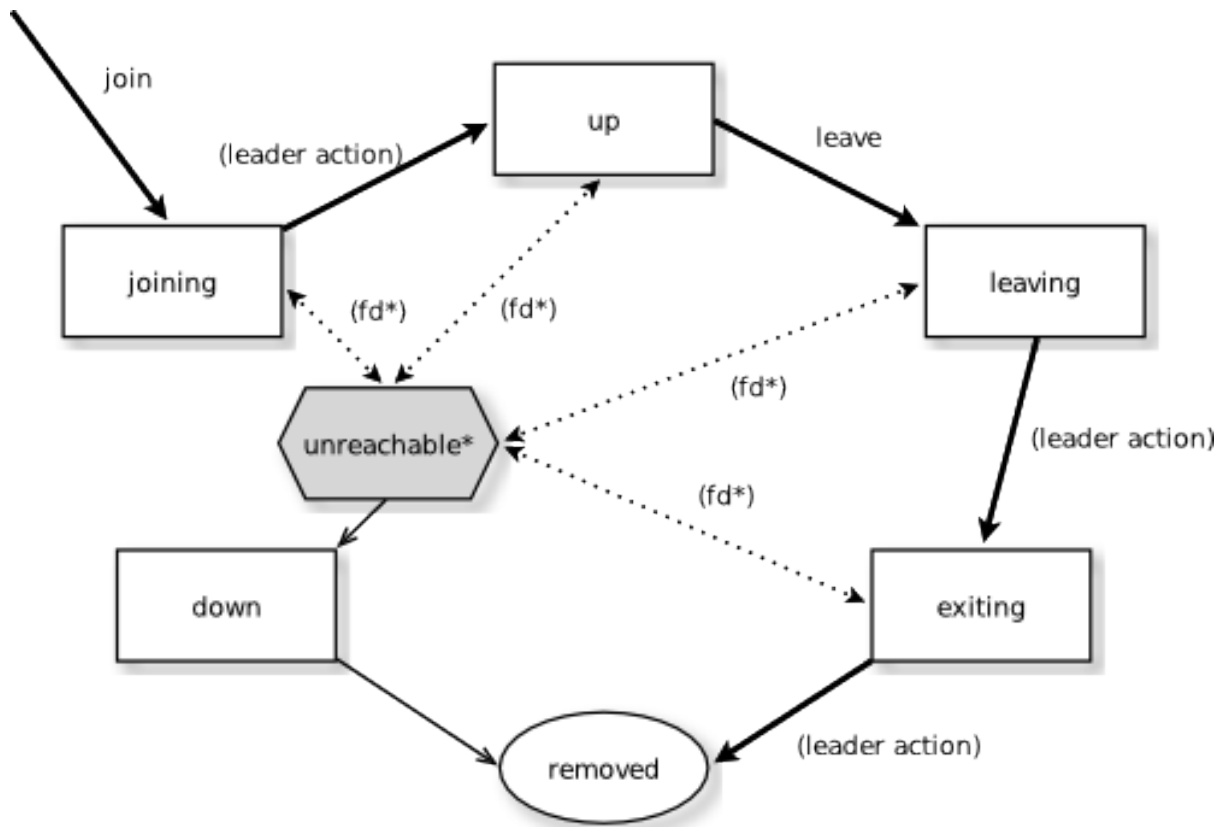 join
up
(leader action)
leave
joining
leaving
(fd*)
(fd*)
(fd*)
unreachable*
(leader action)
(fd*)
down
exiting
(leader action)
removed